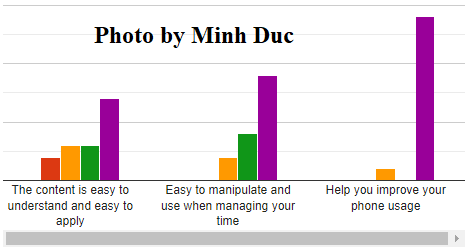 Photo by Minh Duc
The content is easy to
understand and easy to
apply
Easy to manipulate and
use when managing your
time
Help you improve your
phone usage